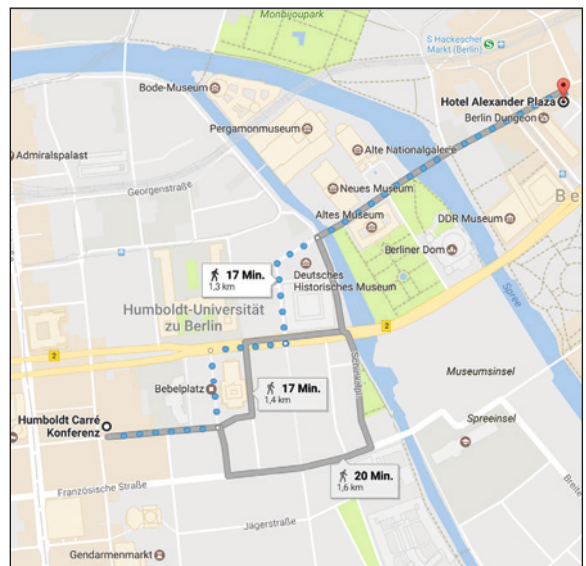 Monbijoupark
S Hackescher
Markt (Berlin)
Hotel Alexander Plaza
Berlin Dungeon
Bode-Museum
Pergamonmuseum
Admiralspalast
Alte Nationalgalerie
Georgenstraße
Neues Museum
Altes Museum
DDR Museum
Be
Berliner Dom
17 Min.
1,3 km
Deutsches
Historisches Museum
Spree
Humboldt-Universität
zu Berlin
2
2
Schinkelpl.
Museumsinsel
Bebelplatz
17 Min.
1,4 km
Humboldt Carré
Konferenz
Spreeinsel
20 Min.
1,6 km
Breite
Französische Straße
Jägerstraße
Gendarmenmarkt